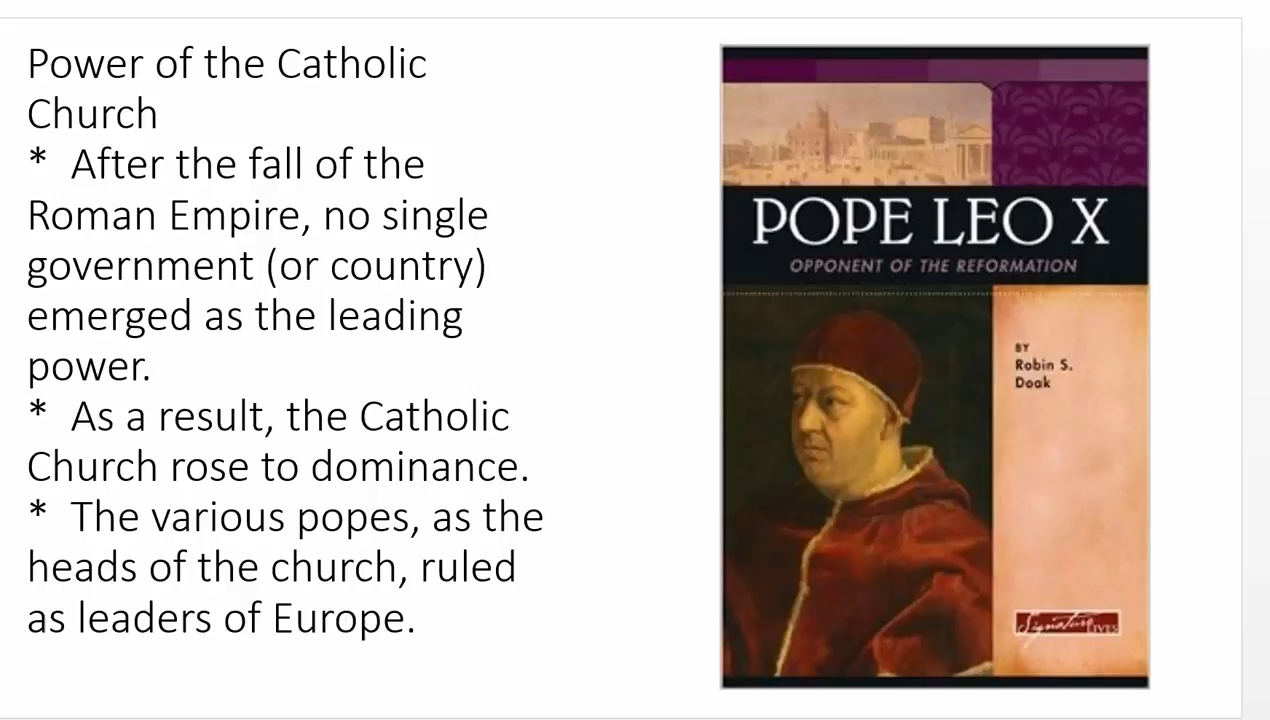 Power of the Catholic
Church
* After the fall of the
Roman Empire, no single
government (or country)
emerged as the leading
power.
* As a result, the Catholic
Church rose to dominance.
* The various popes, as the
heads of the church, ruled
as leaders of Europe.
POPE LEO X
OPPONENT OF THE REFORMATION
BY
Robin S.
Doak
Signature LIVES